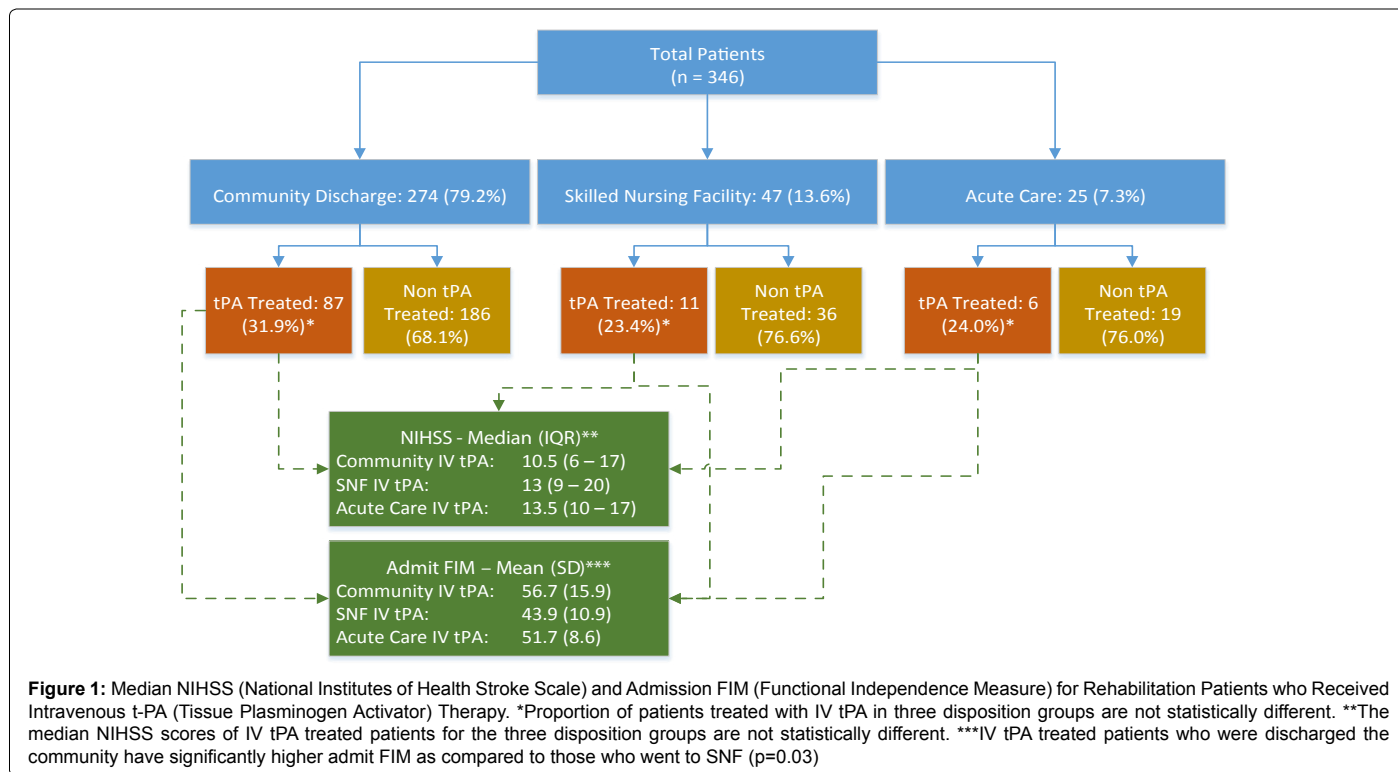 Total Patients
(n = 346)
Community Discharge: 274 (79.2%)
Skilled Nursing Facility: 47 (13.6%)
Acute Care: 25 (7.3%)
tPA Treated: 87
(31.9%)*
Non tPA
Treated: 186
(68.1%)
tPA Treated: 11
(23.4%)*
Non tPA
Treated: 36
(76.6%)
tPA Treated: 6
(24.0%)*
Non tPA
Treated: 19
(76.0%)
NIHSS - Median (IQR)**
Community IV tPA: 10.5 (6 – 17)
SNF IV tPA: 13 (9 – 20)
Acute Care IV tPA: 13.5 (10 – 17)
Admit FIM – Mean (SD)***
Community IV tPA: 56.7 (15.9)
SNF IV tPA: 43.9 (10.9)
Acute Care IV tPA: 51.7 (8.6)
Figure 1: Median NIHSS (National Institutes of Health Stroke Scale) and Admission FIM (Functional Independence Measure) for Rehabilitation Patients who Received
Intravenous t-PA (Tissue Plasminogen Activator) Therapy. *Proportion of patients treated with IV tPA in three disposition groups are not statistically different. **The
median NIHSS scores of IV tPA treated patients for the three disposition groups are not statistically different. ***IV tPA treated patients who were discharged the
community have significantly higher admit FIM as compared to those who went to SNF (p=0.03)